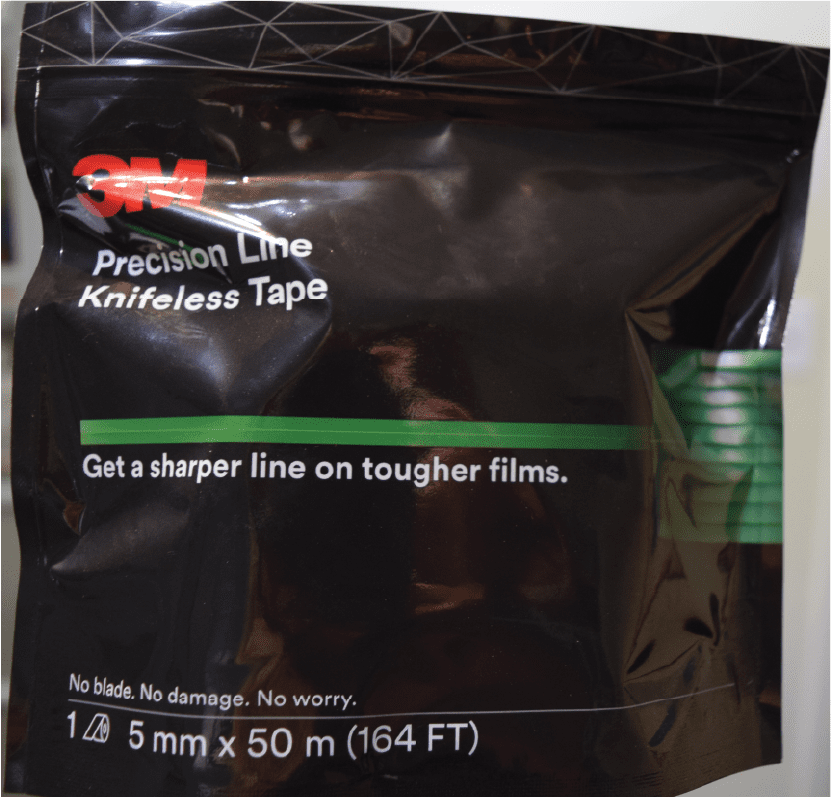 3M
Precision Line
Knifeless Tape
Get a sharper line on tougher films.
No blade. No damage. No worry.
1 5 mm x 50 m (164 FT)